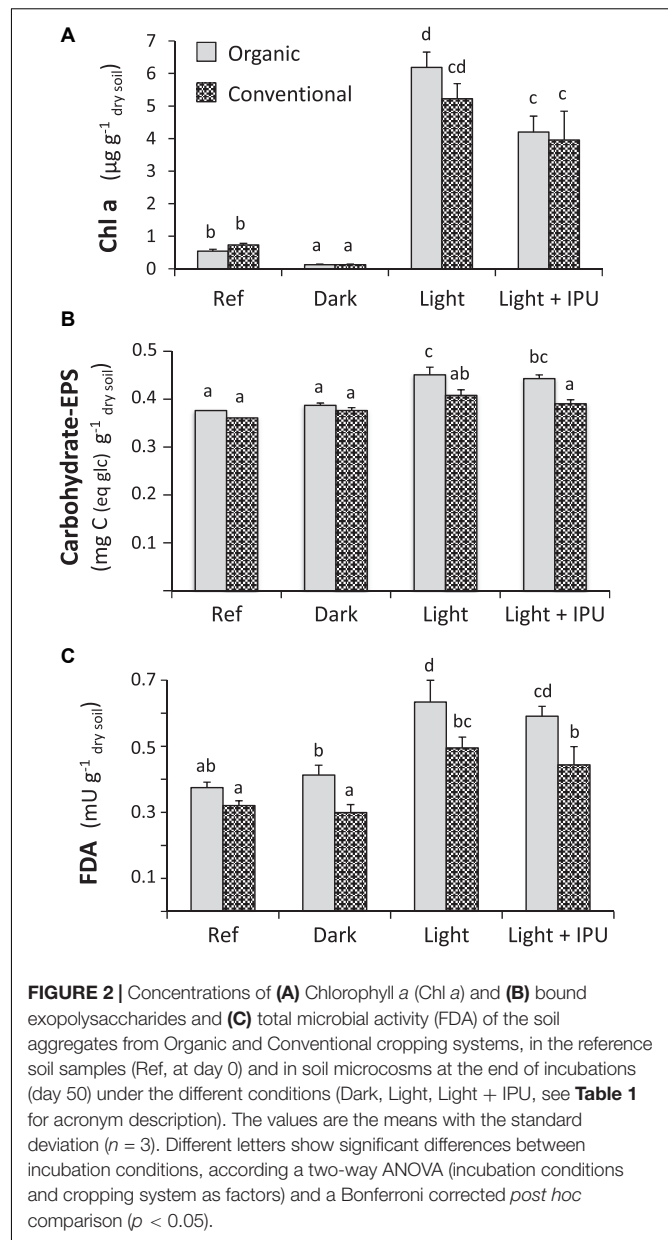 A
7
6
5
4
3
2
1
0
Chl a (µg g-1 dry soil)
Organic
Conventional
b b a a d cd c c
Ref Dark Light Light + IPU
B
0.5
0.4
0.3
0.2
0.1
Carbohydrate-EPS
(mg C (eq glc) g-1 dry soil)
a a a a c ab bc a
Ref Dark Light Light + IPU
C
0.7
0.5
0.3
0.1
FDA (mU g-1 dry soil)
ab a b a d bc cd b
Ref Dark Light Light + IPU
FIGURE 2 | Concentrations of (A) Chlorophyll a (Chl a) and (B) bound
exopolysaccharides and (C) total microbial activity (FDA) of the soil
aggregates from Organic and Conventional cropping systems, in the reference
soil samples (Ref, at day 0) and in soil microcosms at the end of incubations
(day 50) under the different conditions (Dark, Light, Light + IPU, see Table 1
for acronym description). The values are the means with the standard
deviation (n = 3). Different letters show significant differences between
incubation conditions, according a two-way ANOVA (incubation conditions
and cropping system as factors) and a Bonferroni corrected post hoc
comparison (p < 0.05).